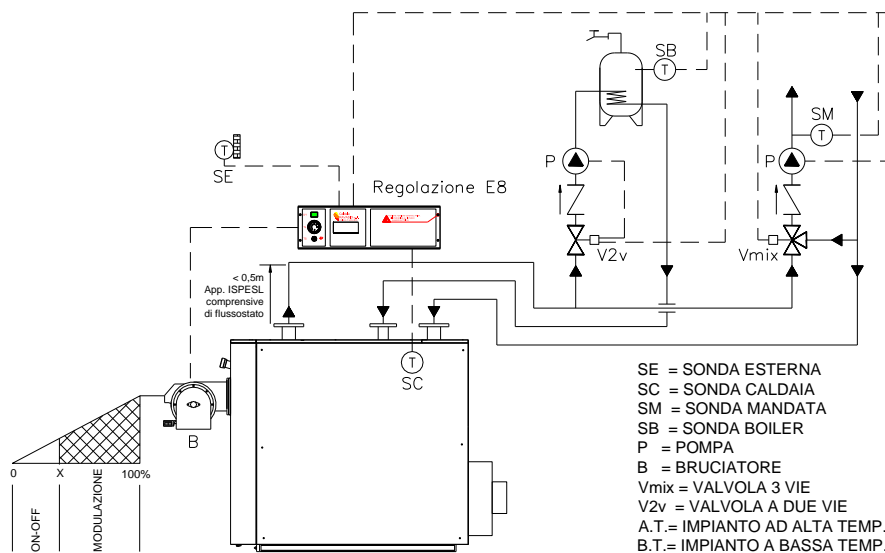 SB
T
SM
T
P
P
T
SE
Regolazione E8
V2v
Vmix
< 0,5m
App. ISPESL
comprensive
di flussostato
T
SC
B
0
X
100%
ON-OFF
MODULAZIONE
SE = SONDA ESTERNA
SC = SONDA CALDAIA
SM = SONDA MANDATA
SB = SONDA BOILER
P = POMPA
B = BRUCIATORE
Vmix = VALVOLA 3 VIE
V2v = VALVOLA A DUE VIE
A.T.= IMPIANTO AD ALTA TEMP.
B.T.= IMPIANTO A BASSA TEMP.